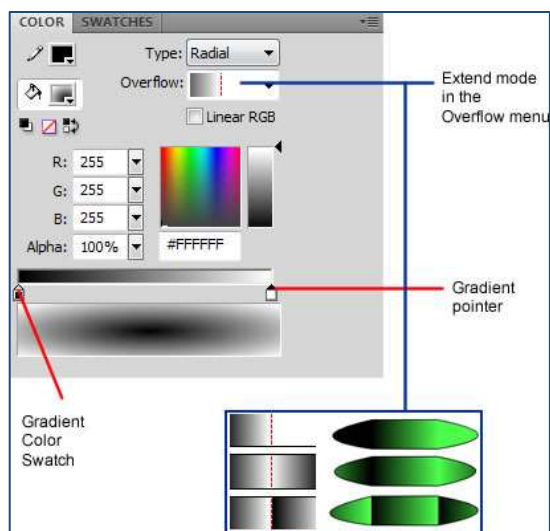 COLOR SWATCHES
Type: Radial
Overflow:
Linear RGB
R: 255
G: 255
B: 255
Alpha: 100% #FFFFFF
Extend mode
in the
Overflow menu
Gradient
pointer
Gradient
Color
Swatch